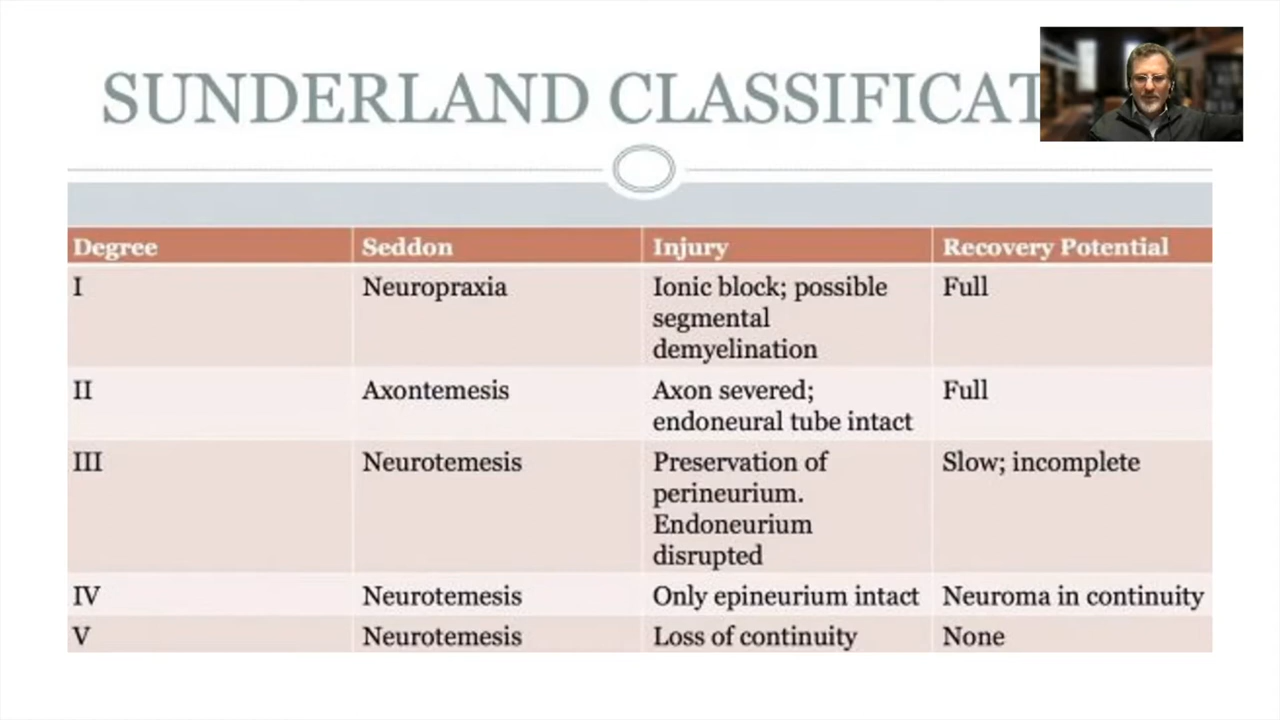 SUNDERLAND CLASSIFICAT
Degree Seddon Injury Recovery Potential
I Neuropraxia Ionic block; possible Full
segmental
demyelination
II Axontemesis Axon severed; Full
endoneural tube intact
III Neurotemesis Preservation of Slow; incomplete
perineurium.
Endoneurium
disrupted
IV Neurotemesis Only epineurium intact Neuroma in continuity
V Neurotemesis Loss of continuity None